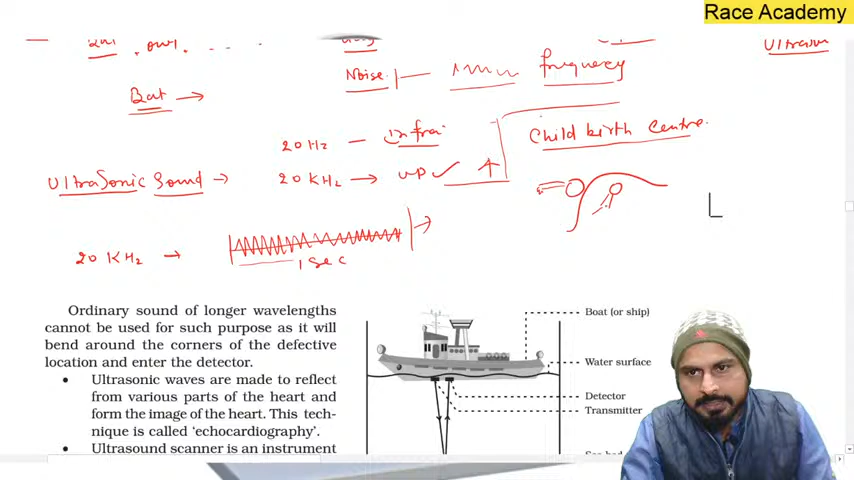 Race Academy
Bat, owl, ....
Noise frequency
Bat →
20 Hz - infra
Child birth centre.
Ultrasonic Sound → 20 KHz → up ✓ ↑
20 KHz →
1 sec
Ordinary sound of longer wavelengths
cannot be used for such purpose as it will
bend around the corners of the defective
location and enter the detector.
• Ultrasonic waves are made to reflect
from various parts of the heart and
form the image of the heart. This tech-
nique is called 'echocardiography'.
• Ultrasound scanner is an instrument
Boat (or ship)
Water surface
Detector
Transmitter